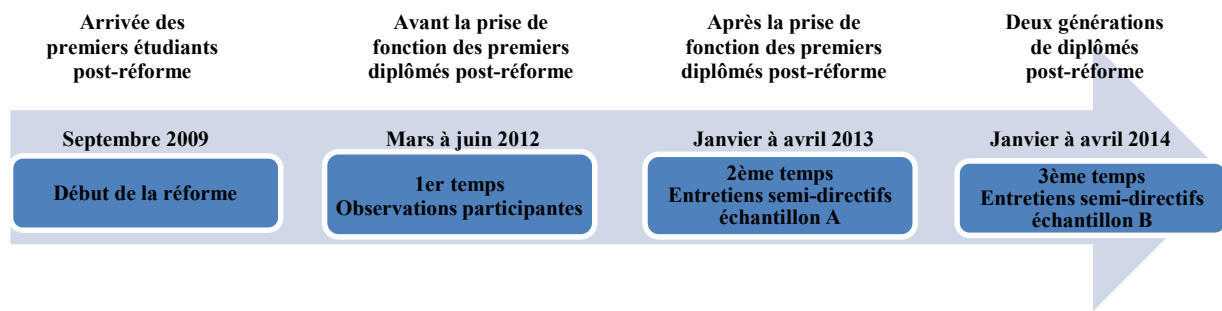 Arrivée des
premiers étudiants
post-réforme
Avant la prise de
fonction des premiers
diplômés post-réforme
Après la prise de
fonction des premiers
diplômés post-réforme
Deux générations
de diplômés
post-réforme
Septembre 2009
Mars à juin 2012
Janvier à avril 2013
Janvier à avril 2014
Début de la réforme
1er temps
Observations participantes
2ème temps
Entretiens semi-directifs
échantillon A
3ème temps
Entretiens semi-directifs
échantillon B